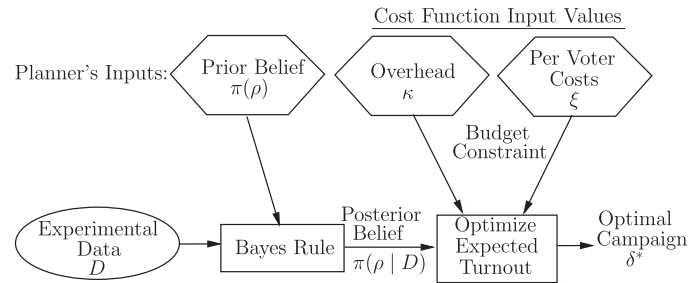 Cost Function Input Values
Planner's Inputs:
Prior Belief
π(ρ)
Overhead
κ
Per Voter
Costs
ξ
Budget
Constraint
Experimental
Data
D
Bayes Rule
Posterior
Belief
π(ρ | D)
Optimize
Expected
Turnout
Optimal
Campaign
δ*